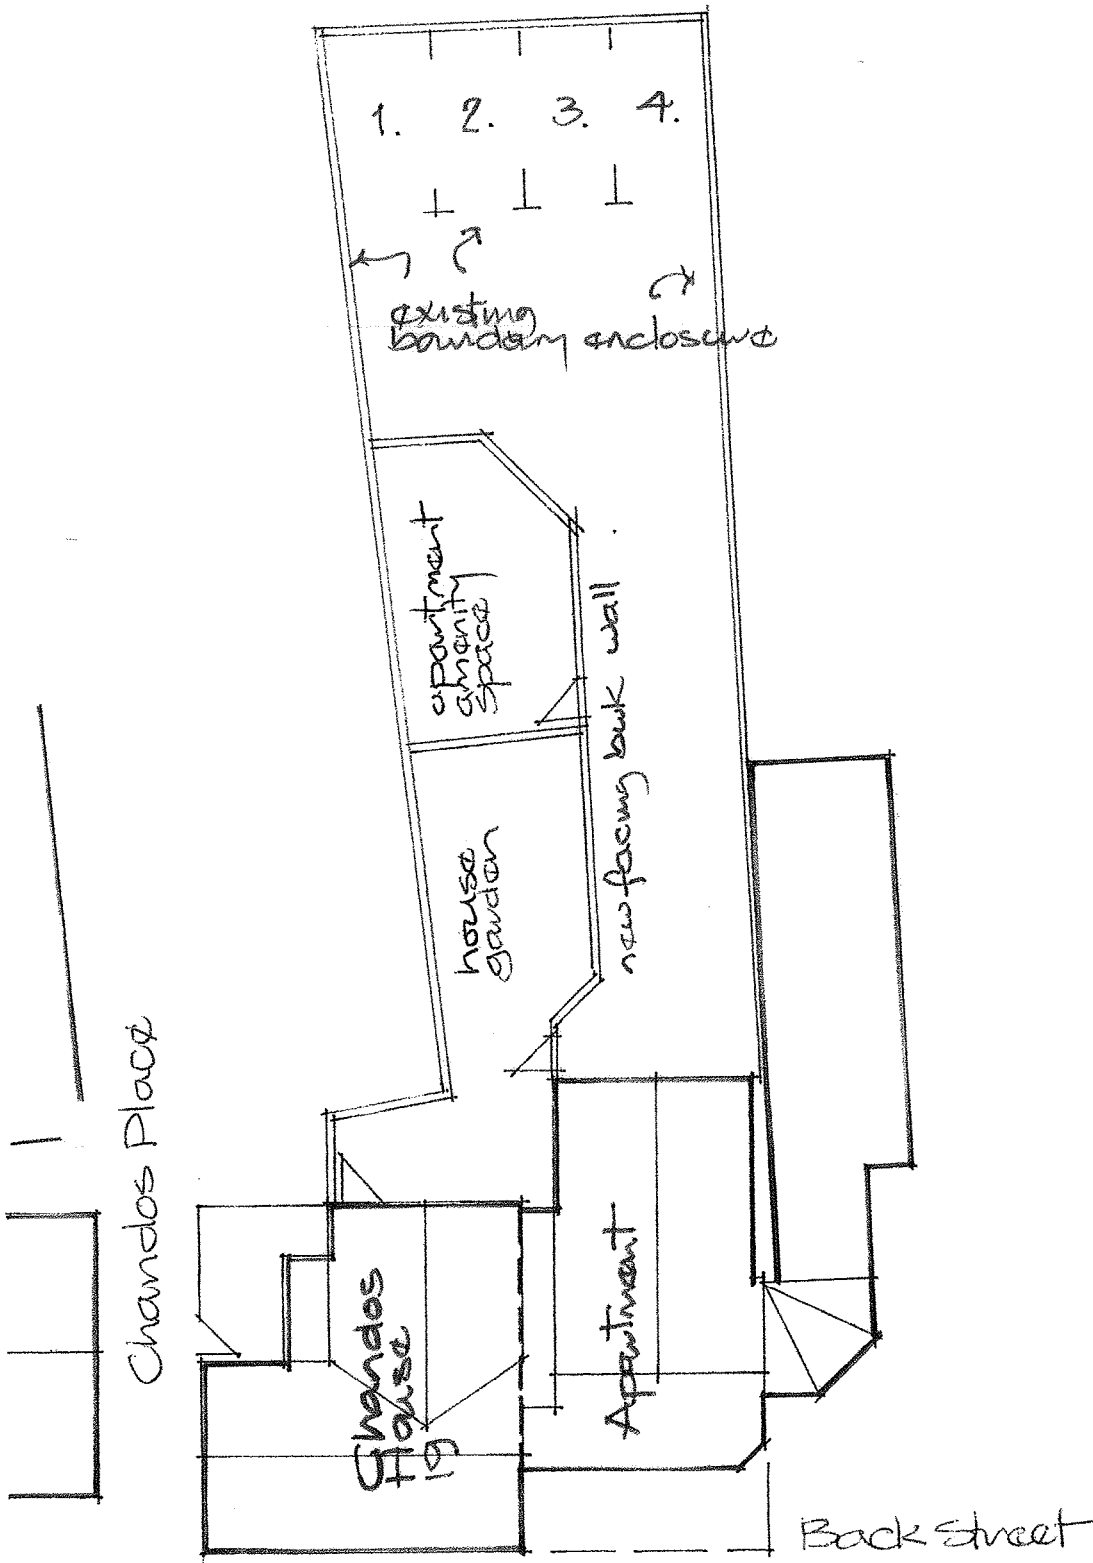 1. 2. 3. 4.
existing
boundary enclosure
apartment
amenity
space
new facing brick wall
house
garden
Chandos Place
Chandos
House
19
Apartment
Back Street